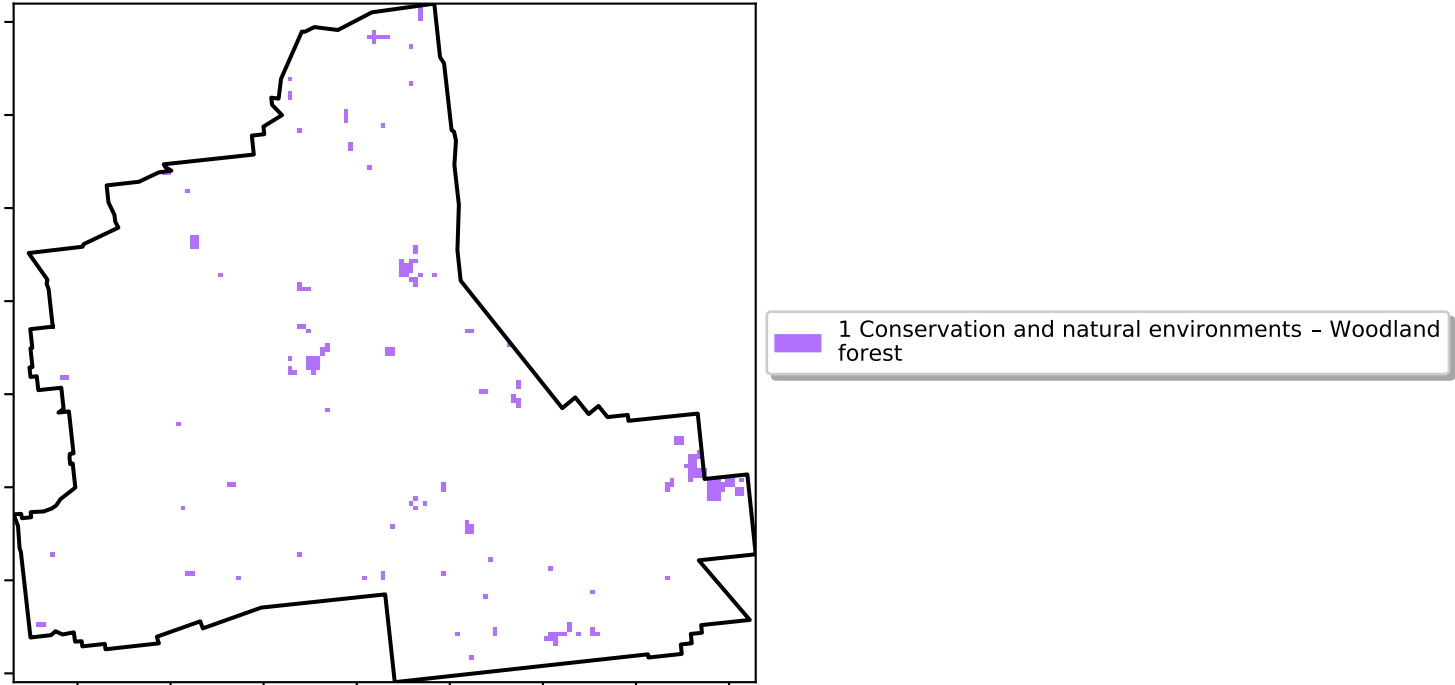 1 Conservation and natural environments – Woodland
forest